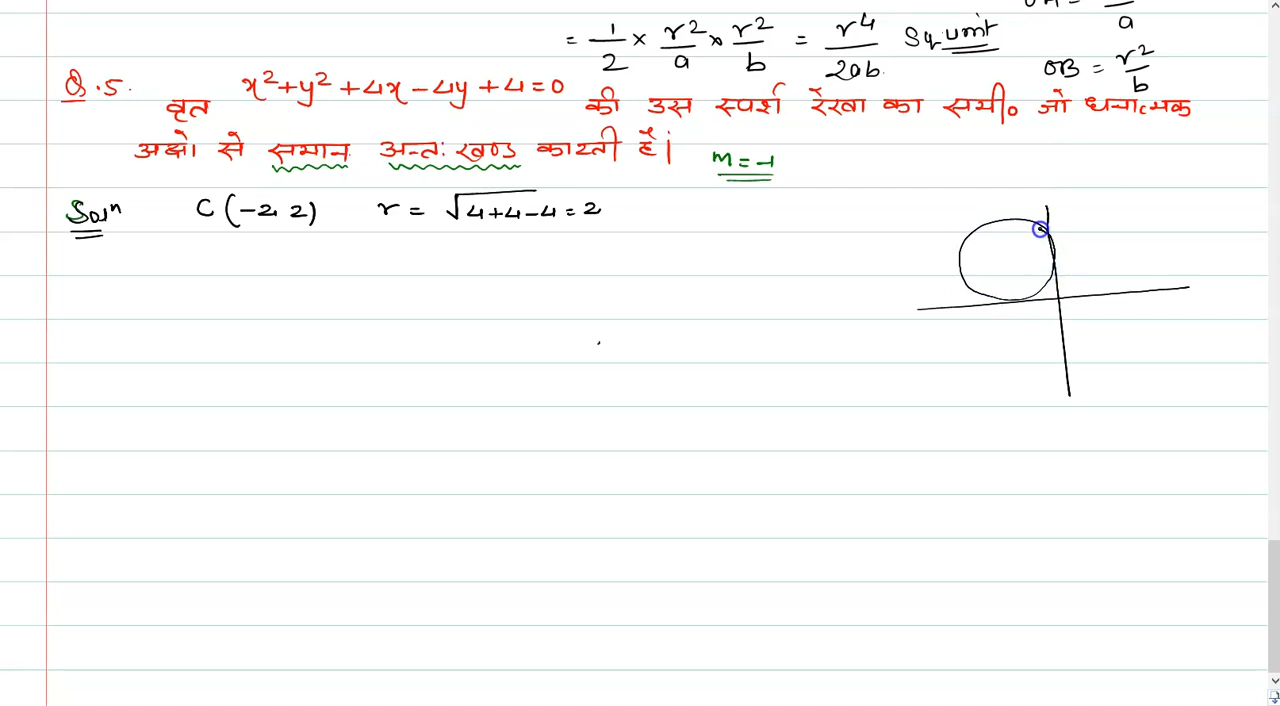 = 1/2 × r²/a × r²/b = r⁴/2ab Sq unit
a
OB = r²/b
Q.5. x²+y²+4x-4y+4=0
वृत की उस स्पर्श रेखा का समी० जो धनात्मक
अक्षो से समान अन्तः खण्ड काटती है। m = -1
Solⁿ C(-2, 2) r = √4+4-4 = 2